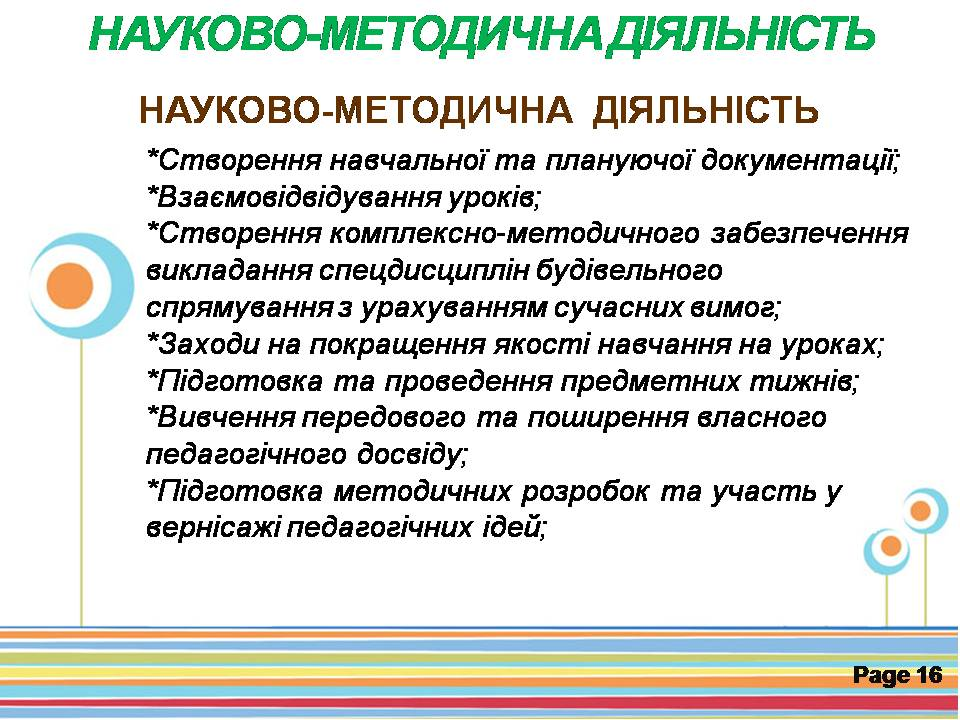 НАУКОВО-МЕТОДИЧНА ДІЯЛЬНІСТЬ
НАУКОВО-МЕТОДИЧНА ДІЯЛЬНІСТЬ
*Створення навчальної та плануючої документації;
*Взаємовідвідування уроків;
*Створення комплексно-методичного забезпечення
викладання спецдисциплін будівельного
спрямування з урахуванням сучасних вимог;
*Заходи на покращення якості навчання на уроках;
*Підготовка та проведення предметних тижнів;
*Вивчення передового та поширення власного
педагогічного досвіду;
*Підготовка методичних розробок та участь у
вернісажі педагогічних ідей;
Page 16